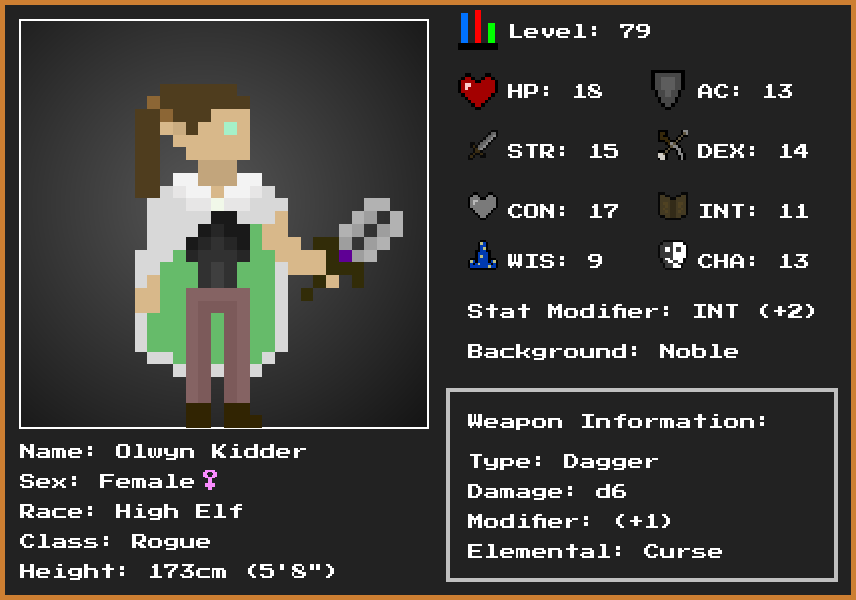 Level: 79
HP: 18 AC: 13
STR: 15 DEX: 14
CON: 17 INT: 11
WIS: 9 CHA: 13
Stat Modifier: INT (+2)
Background: Noble
Weapon Information:
Type: Dagger
Damage: d6
Modifier: (+1)
Elemental: Curse
Name: Olwyn Kidder
Sex: Female♀
Race: High Elf
Class: Rogue
Height: 173cm (5'8")